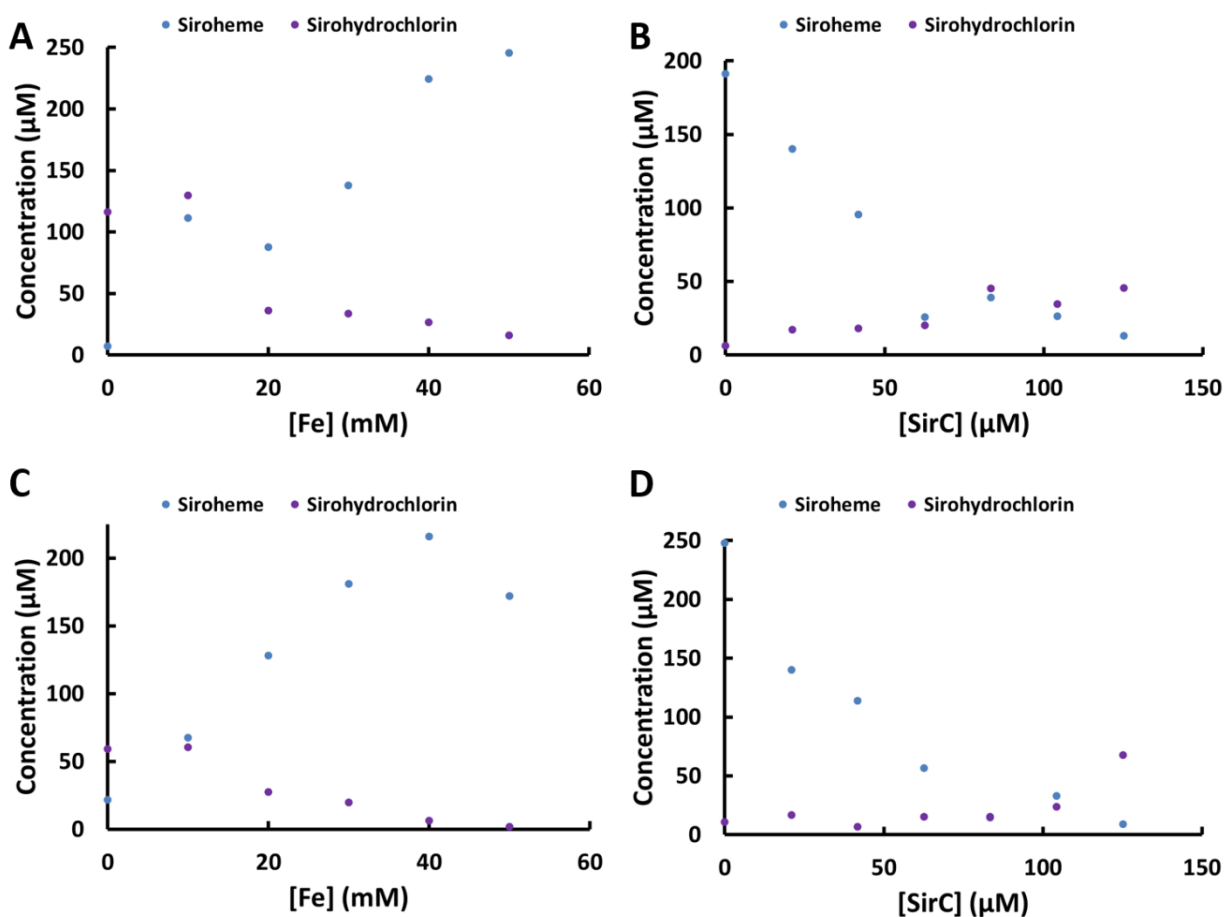 A
Siroheme Sirohydrochlorin
250
200
150
100
50
0
Concentration (µM)
0 20 40 60
[Fe] (mM)
B
Siroheme Sirohydrochlorin
200
150
100
50
0
Concentration (µM)
0 50 100 150
[SirC] (µM)
C
Siroheme Sirohydrochlorin
200
150
100
50
0
Concentration (µM)
0 20 40 60
[Fe] (mM)
D
Siroheme Sirohydrochlorin
250
200
150
100
50
0
Concentration (µM)
0 50 100 150
[SirC] (µM)